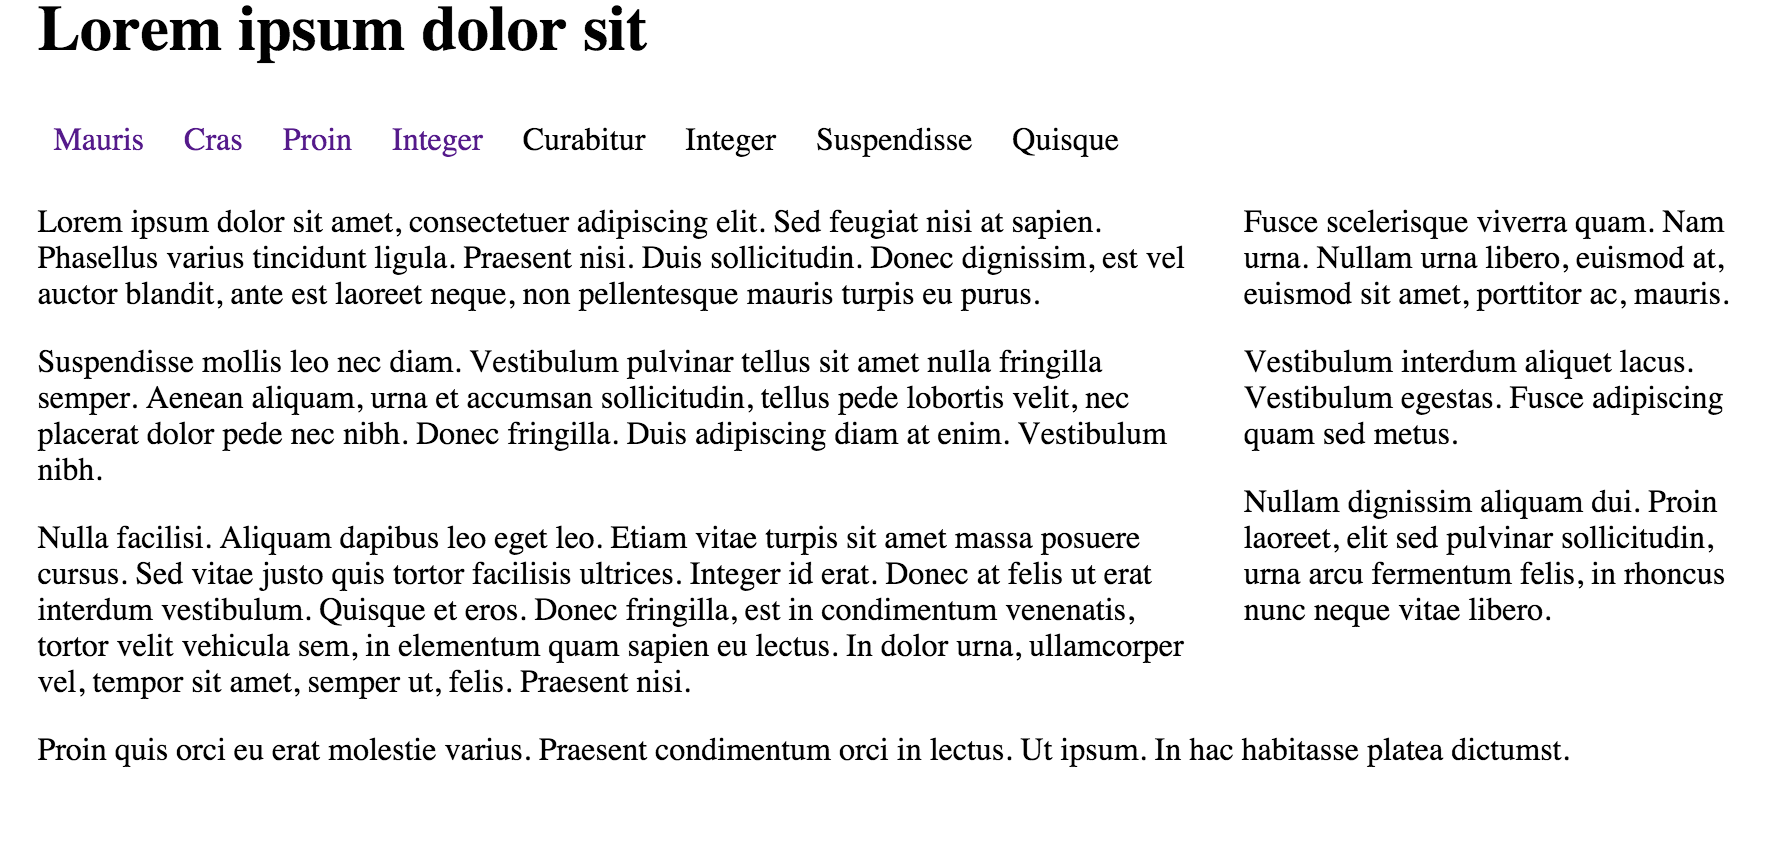 Lorem ipsum dolor sit
Mauris Cras Proin Integer Curabitur Integer Suspendisse Quisque
Lorem ipsum dolor sit amet, consectetuer adipiscing elit. Sed feugiat nisi at sapien.
Phasellus varius tincidunt ligula. Praesent nisi. Duis sollicitudin. Donec dignissim, est vel
auctor blandit, ante est laoreet neque, non pellentesque mauris turpis eu purus.
Suspendisse mollis leo nec diam. Vestibulum pulvinar tellus sit amet nulla fringilla
semper. Aenean aliquam, urna et accumsan sollicitudin, tellus pede lobortis velit, nec
placerat dolor pede nec nibh. Donec fringilla. Duis adipiscing diam at enim. Vestibulum
nibh.
Nulla facilisi. Aliquam dapibus leo eget leo. Etiam vitae turpis sit amet massa posuere
cursus. Sed vitae justo quis tortor facilisis ultrices. Integer id erat. Donec at felis ut erat
interdum vestibulum. Quisque et eros. Donec fringilla, est in condimentum venenatis,
tortor velit vehicula sem, in elementum quam sapien eu lectus. In dolor urna, ullamcorper
vel, tempor sit amet, semper ut, felis. Praesent nisi.
Fusce scelerisque viverra quam. Nam
urna. Nullam urna libero, euismod at,
euismod sit amet, porttitor ac, mauris.
Vestibulum interdum aliquet lacus.
Vestibulum egestas. Fusce adipiscing
quam sed metus.
Nullam dignissim aliquam dui. Proin
laoreet, elit sed pulvinar sollicitudin,
urna arcu fermentum felis, in rhoncus
nunc neque vitae libero.
Proin quis orci eu erat molestie varius. Praesent condimentum orci in lectus. Ut ipsum. In hac habitasse platea dictumst.